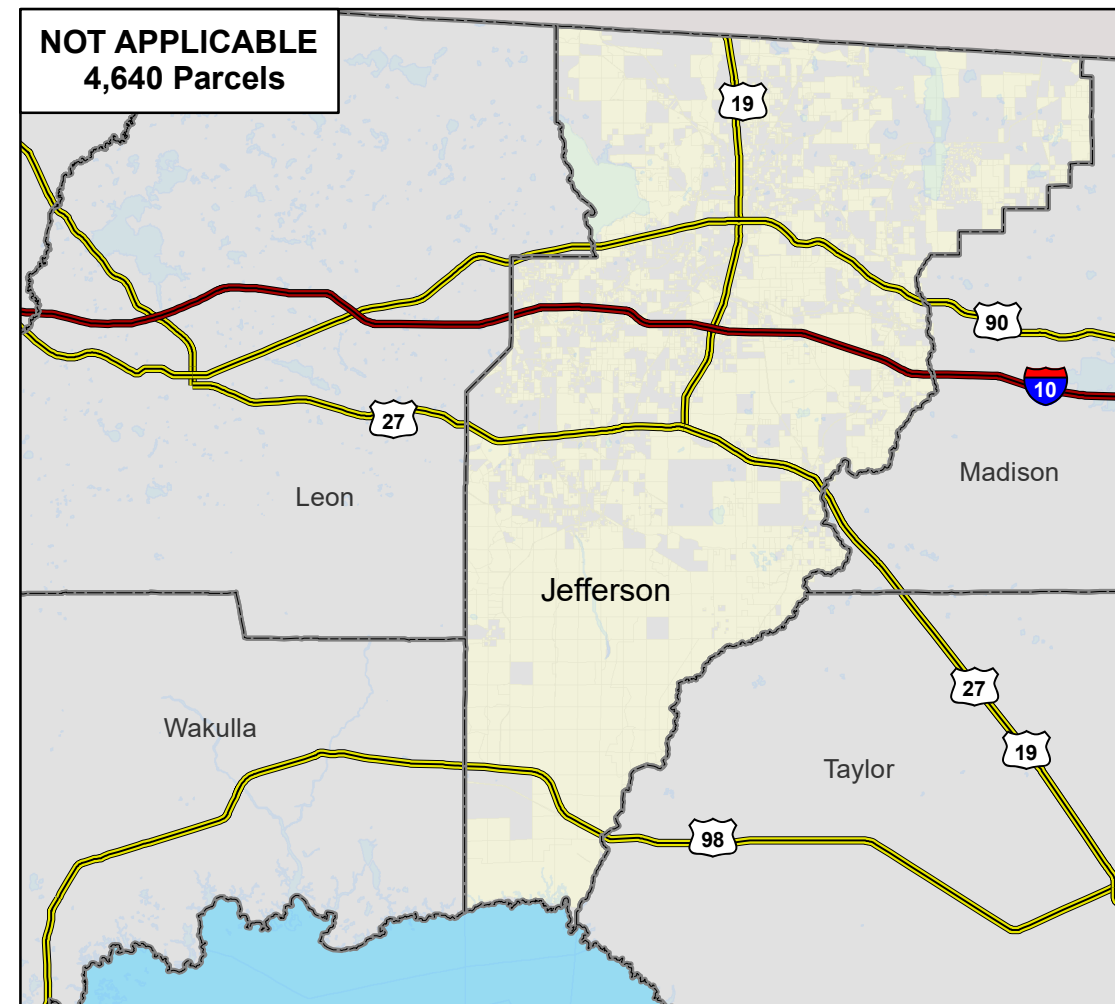 NOT APPLICABLE
4,640 Parcels
19
90
10
27
Madison
Leon
Jefferson
27
Wakulla
19
Taylor
98